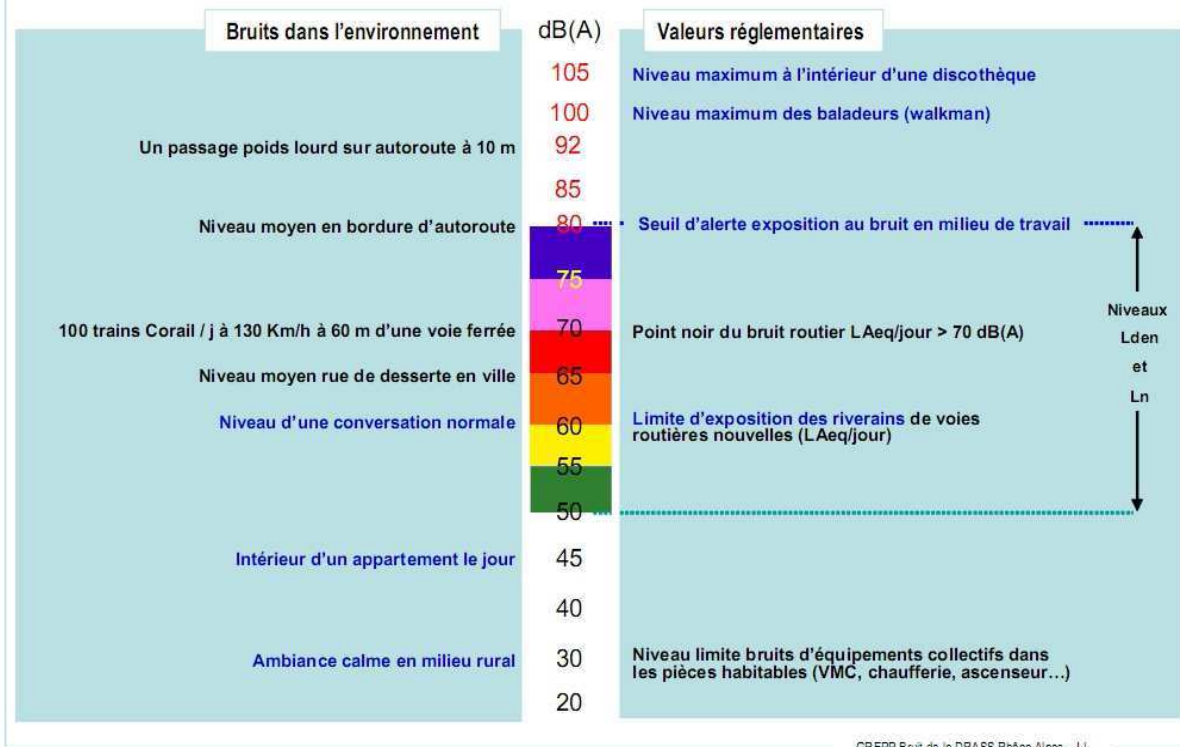 Bruits dans l'environnement
dB(A)
Valeurs réglementaires
105
Niveau maximum à l'intérieur d'une discothèque
100
Niveau maximum des baladeurs (walkman)
Un passage poids lourd sur autoroute à 10 m
92
85
Niveau moyen en bordure d'autoroute
80
Seuil d'alerte exposition au bruit en milieu de travail
75
100 trains Corail / j à 130 Km/h à 60 m d'une voie ferrée
70
Point noir du bruit routier LAeq/jour > 70 dB(A)
Niveaux
Lden
et
Ln
Niveau moyen rue de desserte en ville
65
Niveau d'une conversation normale
60
Limite d'exposition des riverains de voies
routières nouvelles (LAeq/jour)
55
50
Intérieur d'un appartement le jour
45
40
Ambiance calme en milieu rural
30
Niveau limite bruits d'équipements collectifs dans
les pièces habitables (VMC, chaufferie, ascenseur...)
20
Bruit de la DRASS Rhône